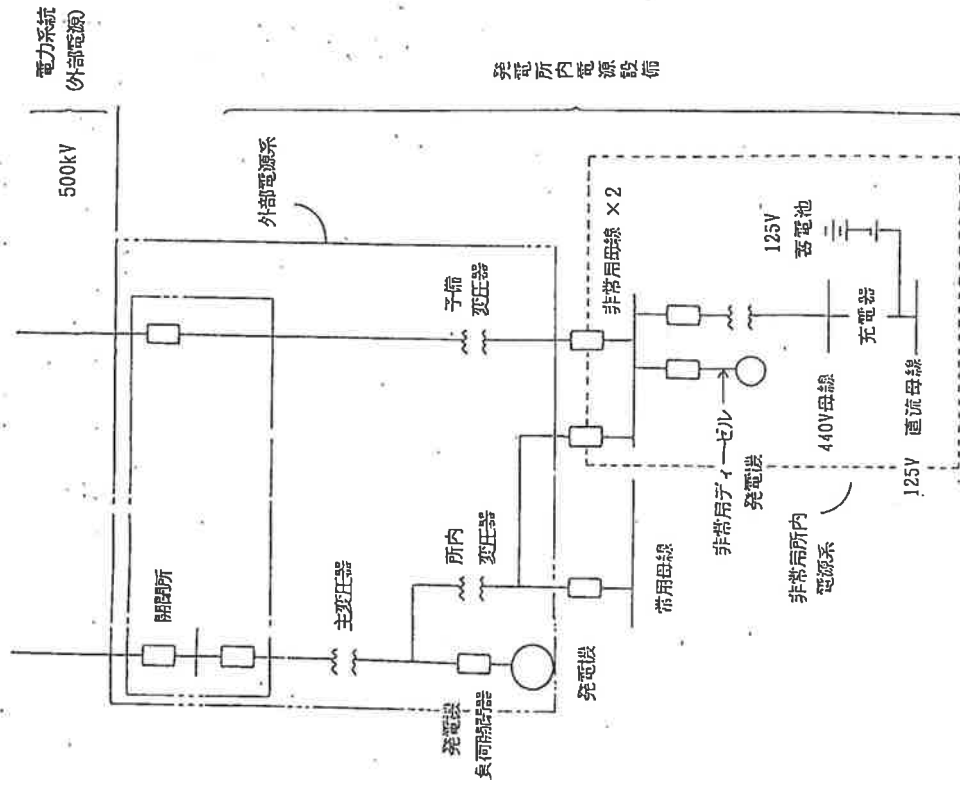 電力系統
(外部電源)
500kV
発電所内電源設備
外部電源系
開閉所
主変圧器
所内
変圧器
予備
変圧器
発電機
負荷開閉器
発電機
常用母線
非常用母線 ×2
非常用ディーゼル
発電機
125V
蓄電池
充電器
440V母線
125V 直流母線
非常用所内
電源系